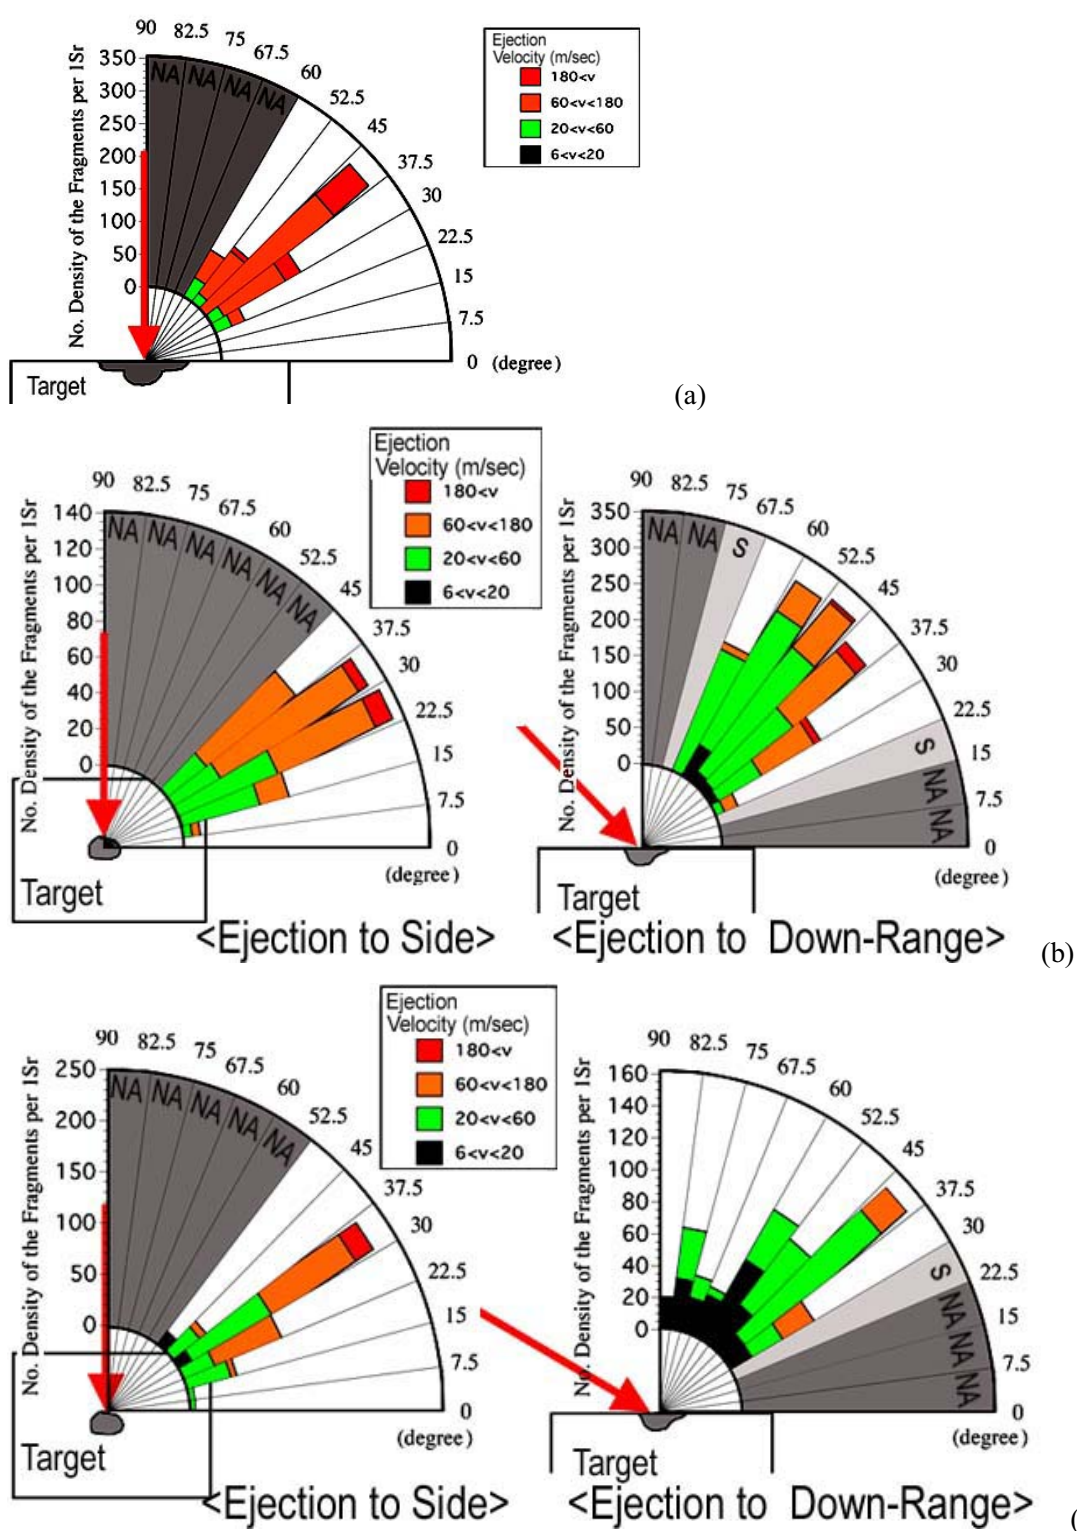 90
82.5
75
67.5
60
52.5
45
37.5
30
22.5
15
7.5
0 (degree)
No. Density of the Fragments per 1Sr
350
300
250
200
150
100
50
0
NA NA NA NA
Ejection
Velocity (m/sec)
180<v
60<v<180
20<v<60
6<v<20
Target
(a)
Ejection
Velocity (m/sec)
180<v
60<v<180
20<v<60
6<v<20
90
82.5
75
67.5
60
52.5
45
37.5
30
22.5
15
7.5
0
(degree)
No. Density of the Fragments per 1Sr
140
120
100
80
60
40
20
0
NA NA NA NA NA NA
Target
<Ejection to Side>
90
82.5
75
67.5
60
52.5
45
37.5
30
22.5
15
7.5
0
(degree)
No. Density of the Fragments per 1Sr
350
300
250
200
150
100
50
0
NA NA S
S NA NA
Target
<Ejection to Down-Range>
(b)
Ejection
Velocity (m/sec)
180<v
60<v<180
20<v<60
6<v<20
90
82.5
75
67.5
60
52.5
45
37.5
30
22.5
15
7.5
0
(degree)
No. Density of the Fragments per 1Sr
250
200
150
100
50
0
NA NA NA NA NA
Target
<Ejection to Side>
90
82.5
75
67.5
60
52.5
45
37.5
30
22.5
15
7.5
0
(degree)
No. Density of the Fragments per 1Sr
160
140
120
100
80
60
40
20
0
S NA NA NA
Target
<Ejection to Down-Range>
(